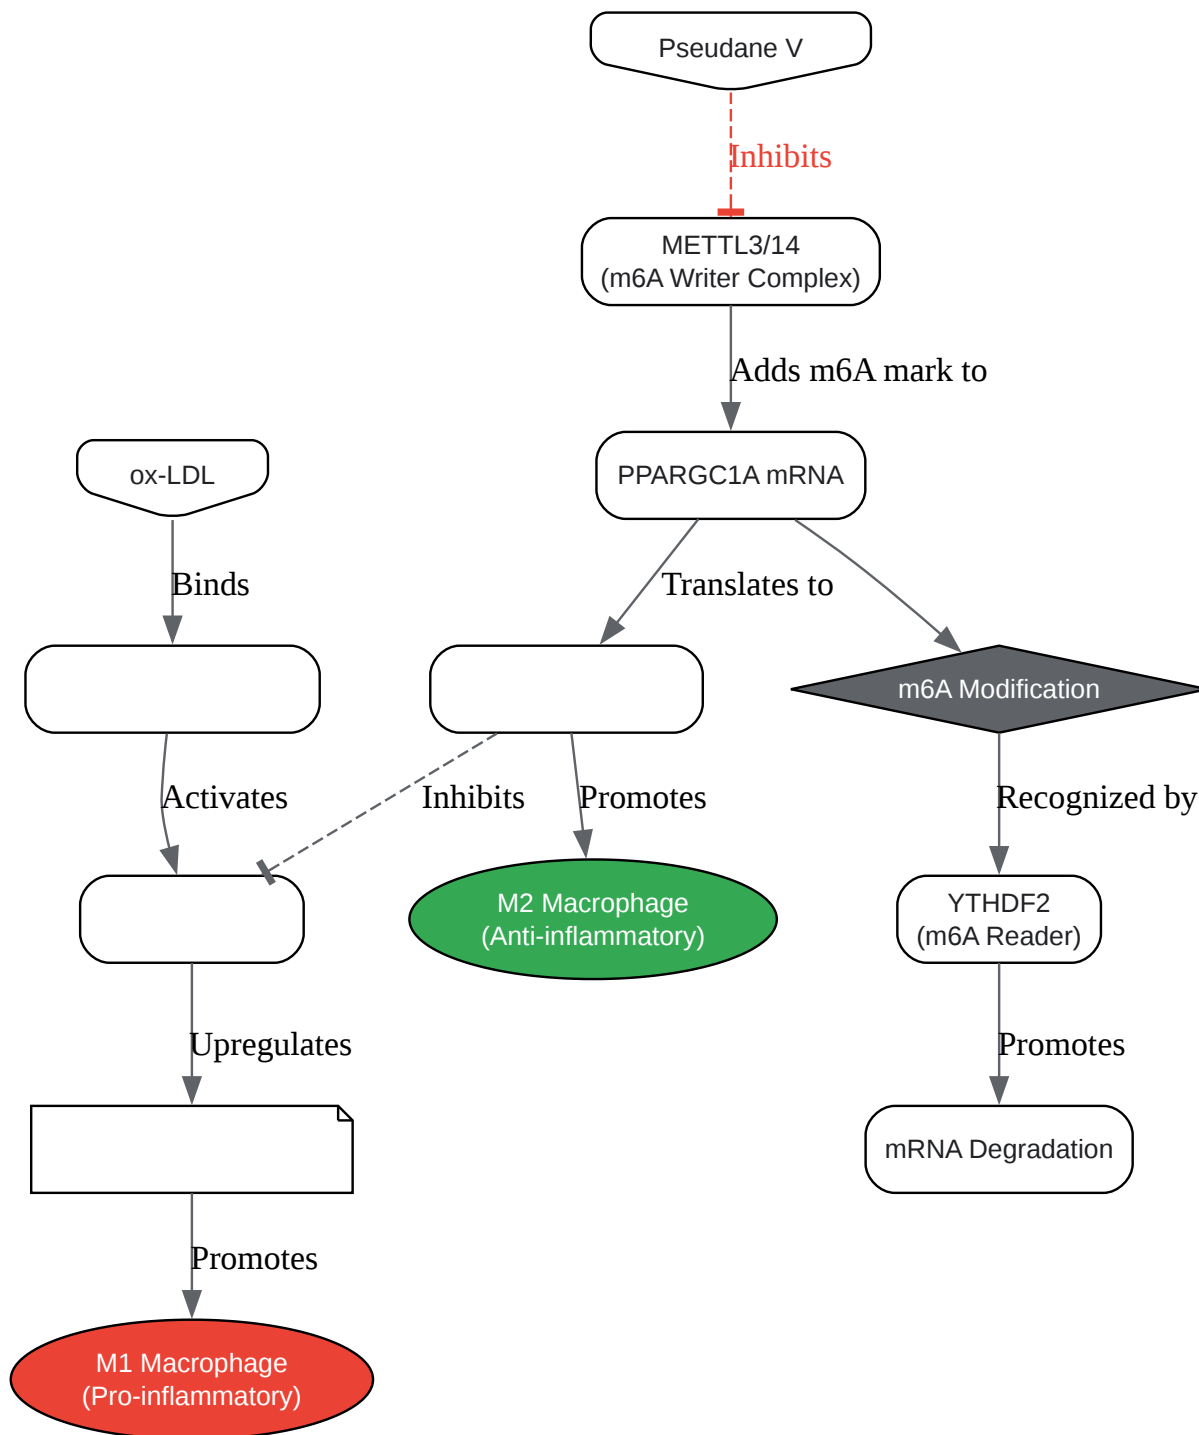 Pseudane V
Inhibits
METTL3/14
(m6A Writer Complex)
Adds m6A mark to
PPARGC1A mRNA
ox-LDL
Binds
Translates to
m6A Modification
Activates
Inhibits
Promotes
Recognized by
M2 Macrophage
(Anti-inflammatory)
YTHDF2
(m6A Reader)
Upregulates
Promotes
mRNA Degradation
Promotes
M1 Macrophage
(Pro-inflammatory)